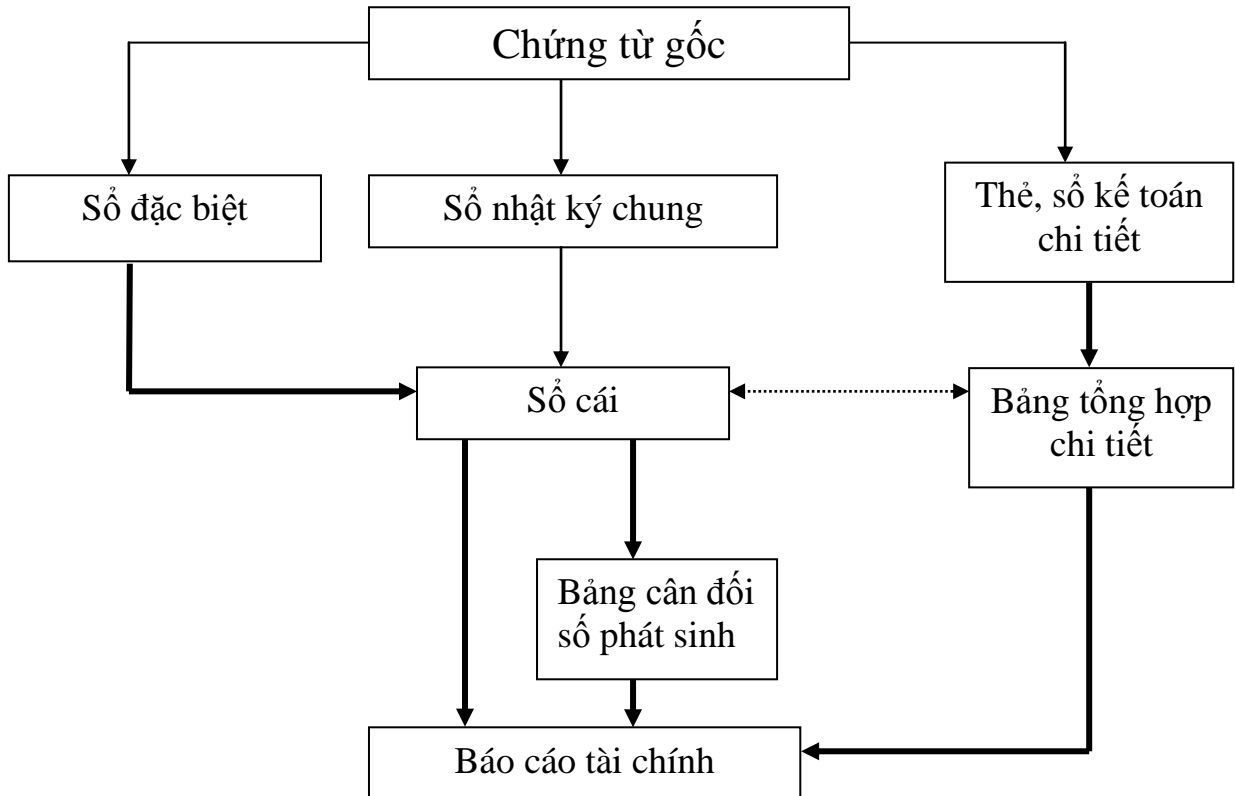 Chứng từ gốc
Sổ đặc biệt
Sổ nhật ký chung
Thẻ, sổ kế toán
chi tiết
Sổ cái
Bảng tổng hợp
chi tiết
Bảng cân đối
số phát sinh
Báo cáo tài chính